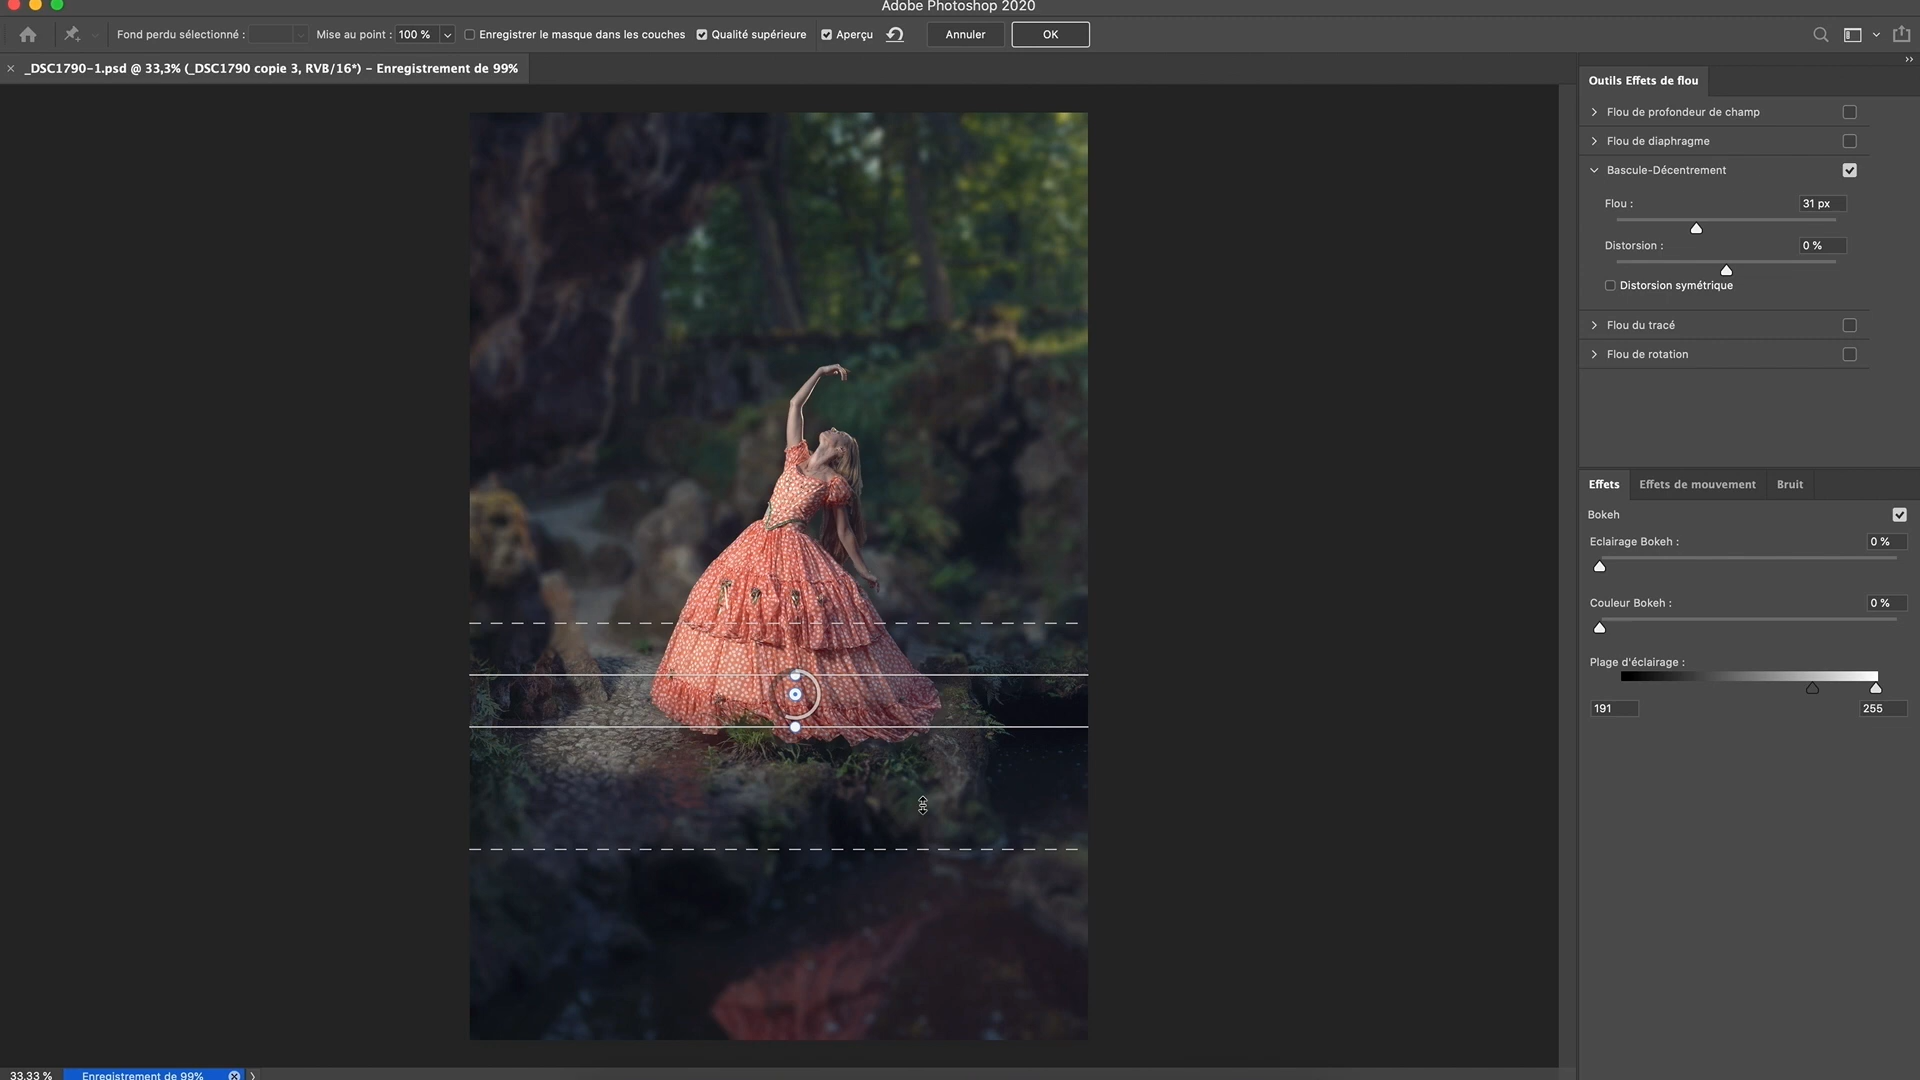 Adobe Photoshop 2020
Fond perdu sélectionné : Mise au point : 100 % Enregistrer le masque dans les couches Qualité supérieure Aperçu Annuler OK
_DSC1790-1.psd @ 33,3% (_DSC1790 copie 3, RVB/16*) – Enregistrement de 99%
Outils Effets de flou
Flou de profondeur de champ
Flou de diaphragme
Bascule-Décentrement
Flou : 31 px
Distorsion : 0 %
Distorsion symétrique
Flou du tracé
Flou de rotation
Effets Effets de mouvement Bruit
Bokeh
Eclairage Bokeh : 0 %
Couleur Bokeh : 0 %
Plage d'éclairage :
191 255
33,33 % Enregistrement de 99%